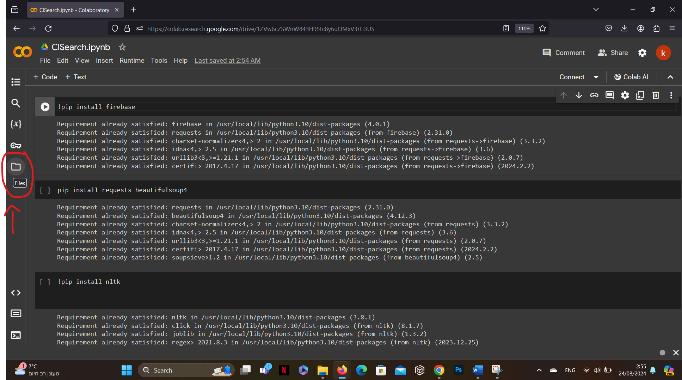 CISearch.ipynb - Colaboratory
research.google.com/drive/
110%
CISearch.ipynb
File Edit View Insert Runtime Tools Help Last saved at 2:54 AM
Comment Share k
+ Code + Text Connect Colab AI
{x}
!pip install firebase
Requirement already satisfied: firebase in /usr/local/lib/python3.10/dist-packages (4.0.1)
Requirement already satisfied: requests in /usr/local/lib/python3.10/dist-packages (from firebase) (2.31.0)
Requirement already satisfied: charset-normalizer<4,>=2 in /usr/local/lib/python3.10/dist-packages (from requests->firebase) (3.3.2)
Requirement already satisfied: idna<4,>=2.5 in /usr/local/lib/python3.10/dist-packages (from requests->firebase) (3.6)
Requirement already satisfied: urllib3<3,>=1.21.1 in /usr/local/lib/python3.10/dist-packages (from requests->firebase) (2.0.7)
Requirement already satisfied: certifi>=2017.4.17 in /usr/local/lib/python3.10/dist-packages (from requests->firebase) (2024.2.2)
Files
[ ] pip install requests beautifulsoup4
Requirement already satisfied: requests in /usr/local/lib/python3.10/dist-packages (2.31.0)
Requirement already satisfied: beautifulsoup4 in /usr/local/lib/python3.10/dist-packages (4.12.3)
Requirement already satisfied: charset-normalizer<4,>=2 in /usr/local/lib/python3.10/dist-packages (from requests) (3.3.2)
Requirement already satisfied: idna<4,>=2.5 in /usr/local/lib/python3.10/dist-packages (from requests) (3.6)
Requirement already satisfied: urllib3<3,>=1.21.1 in /usr/local/lib/python3.10/dist-packages (from requests) (2.0.7)
Requirement already satisfied: certifi>=2017.4.17 in /usr/local/lib/python3.10/dist-packages (from requests) (2024.2.2)
Requirement already satisfied: soupsieve>1.2 in /usr/local/lib/python3.10/dist-packages (from beautifulsoup4) (2.5)
[ ] !pip install nltk
Requirement already satisfied: nltk in /usr/local/lib/python3.10/dist-packages (3.8.1)
Requirement already satisfied: click in /usr/local/lib/python3.10/dist-packages (from nltk) (8.1.7)
Requirement already satisfied: joblib in /usr/local/lib/python3.10/dist-packages (from nltk) (1.3.2)
Requirement already satisfied: regex>=2021.8.3 in /usr/local/lib/python3.10/dist-packages (from nltk) (2023.12.25)
7°C
Search
ENG